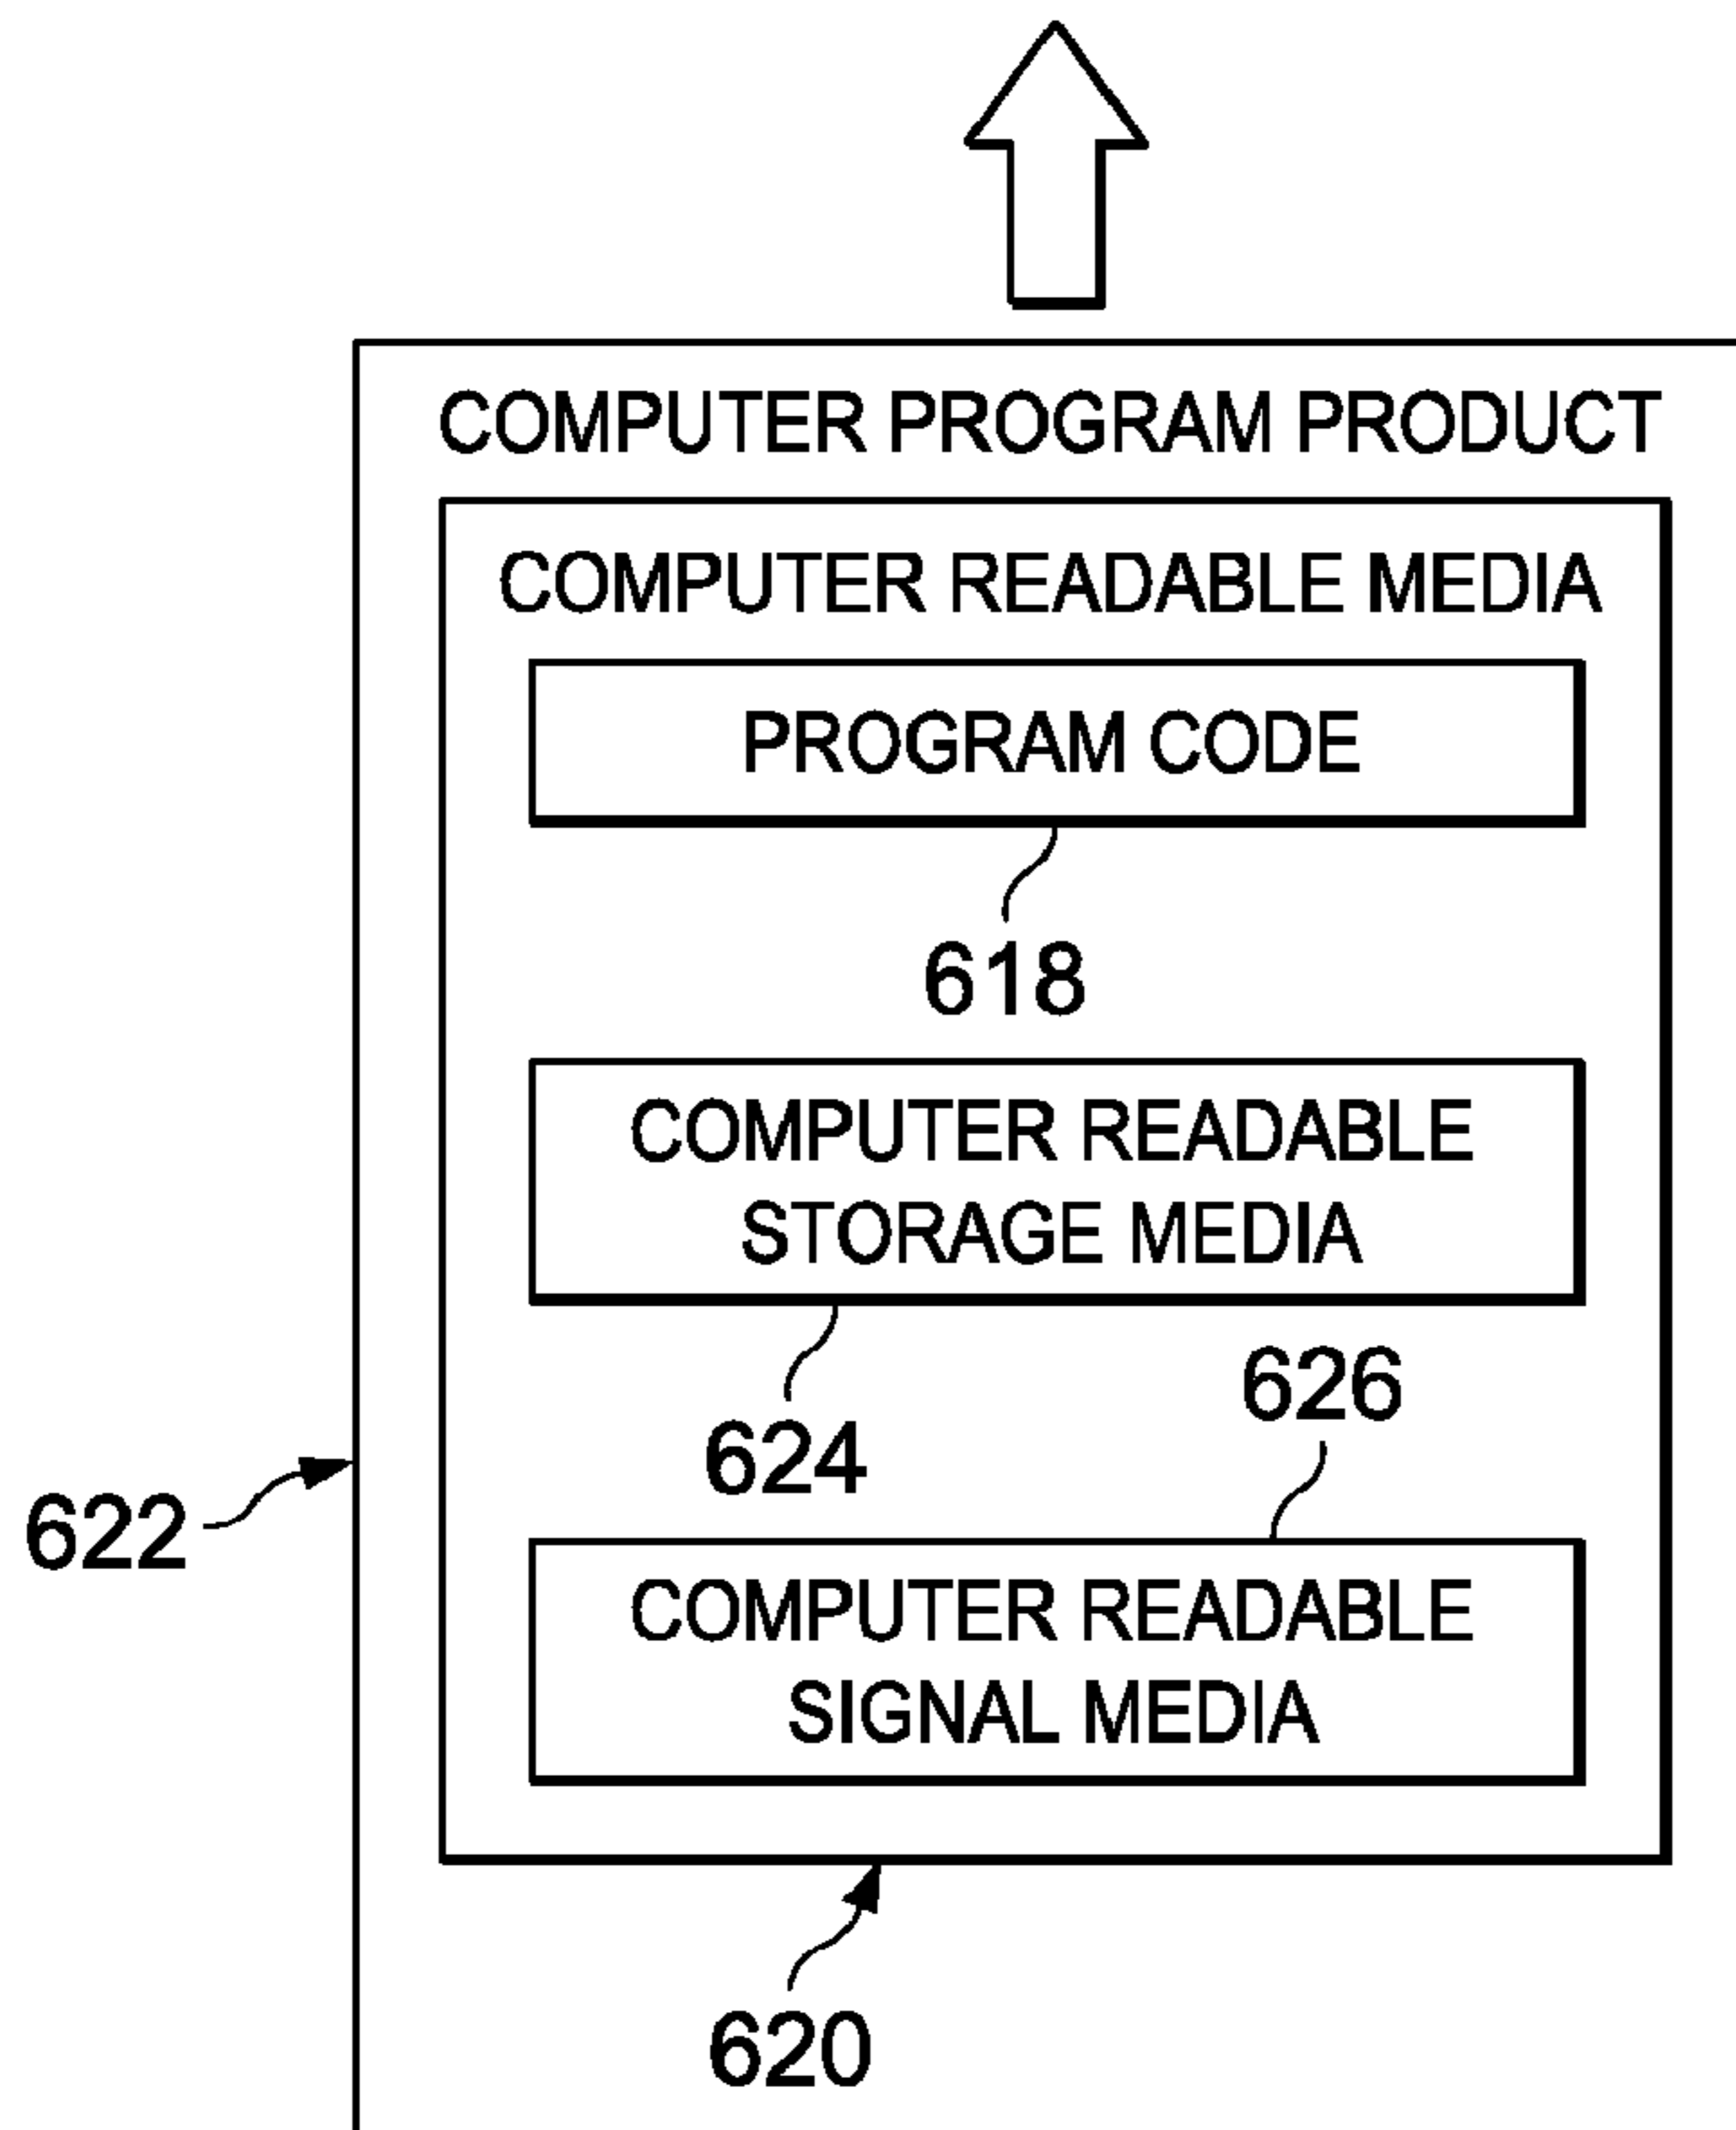 COMPUTER PROGRAM PRODUCT
COMPUTER READABLE MEDIA
PROGRAM CODE
618
COMPUTER READABLE
STORAGE MEDIA
626
624
622
COMPUTER READABLE
SIGNAL MEDIA
620